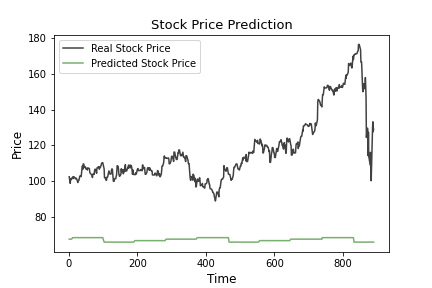 Stock Price Prediction
Real Stock Price
Predicted Stock Price
180
160
140
120
100
80
Price
0 200 400 600 800
Time